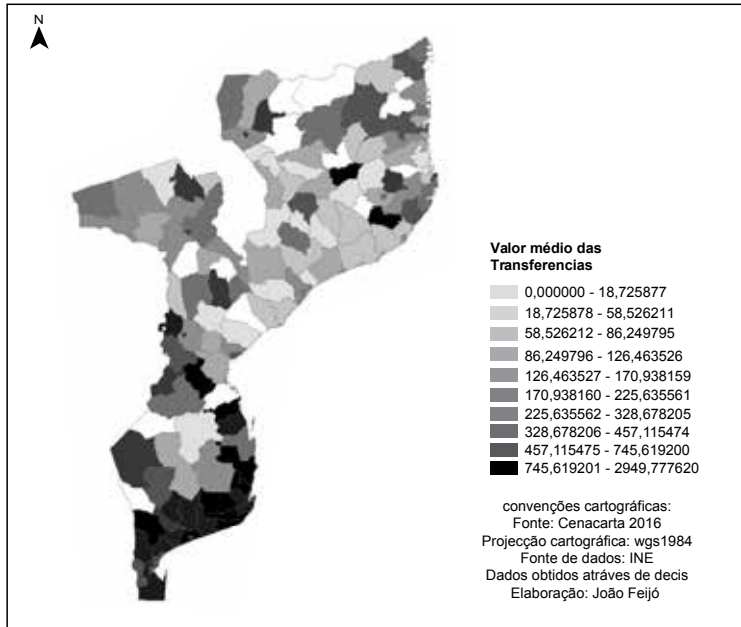 N
Valor médio das
Transferencias
0,000000 - 18,725877
18,725878 - 58,526211
58,526212 - 86,249795
86,249796 - 126,463526
126,463527 - 170,938159
170,938160 - 225,635561
225,635562 - 328,678205
328,678206 - 457,115474
457,115475 - 745,619200
745,619201 - 2949,777620
convenções cartográficas:
Fonte: Cenacarta 2016
Projecção cartográfica: wgs1984
Fonte de dados: INE
Dados obtidos atráves de decis
Elaboração: João Feijó